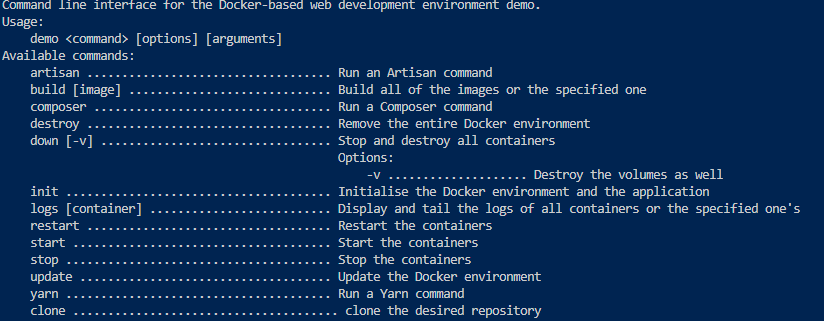 Command line interface for the Docker-based web development environment demo.
Usage:
    demo <command> [options] [arguments]
Available commands:
    artisan ................................... Run an Artisan command
    build [image] ............................. Build all of the images or the specified one
    composer .................................. Run a Composer command
    destroy ................................... Remove the entire Docker environment
    down [-v] ................................. Stop and destroy all containers
                                                Options:
                                                    -v .................... Destroy the volumes as well
    init ...................................... Initialise the Docker environment and the application
    logs [container] .......................... Display and tail the logs of all containers or the specified one's
    restart ................................... Restart the containers
    start ..................................... Start the containers
    stop ...................................... Stop the containers
    update .................................... Update the Docker environment
    yarn ...................................... Run a Yarn command
    clone ...................................... clone the desired repository